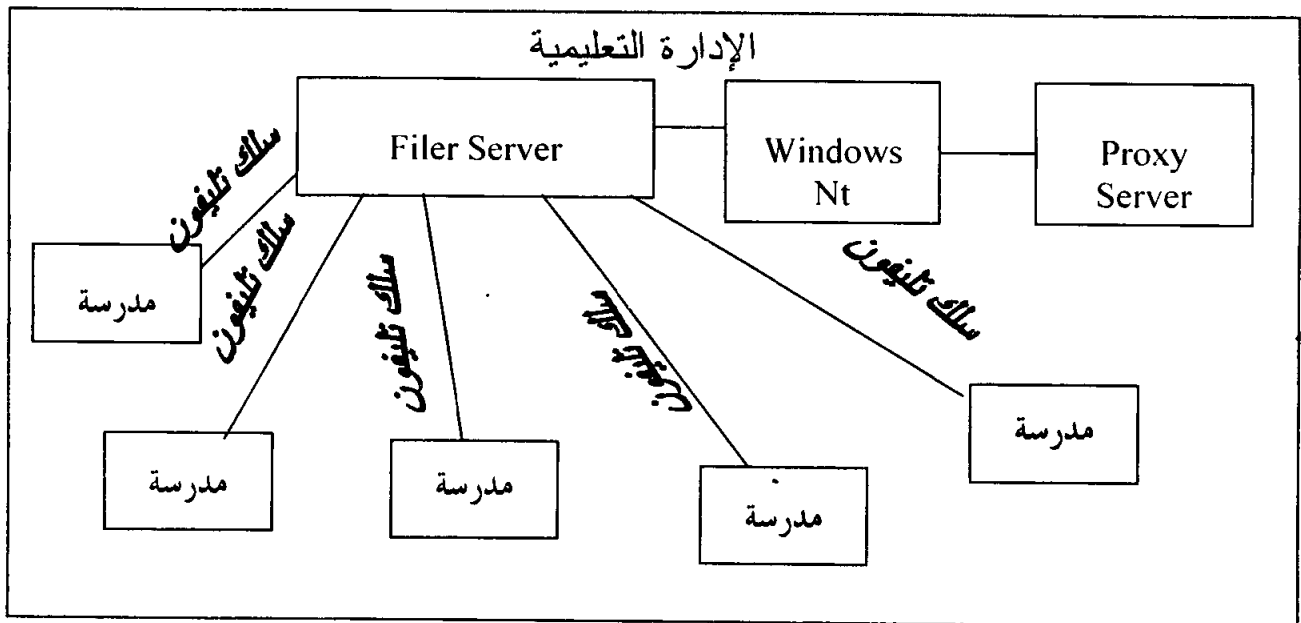 الإدارة التعليمية
Filer Server
Windows
Nt
Proxy
Server
سلك تليفون
سلك تليفون
سلك تليفون
سلك تليفون
سلك تليفون
مدرسة
مدرسة
مدرسة
مدرسة
مدرسة